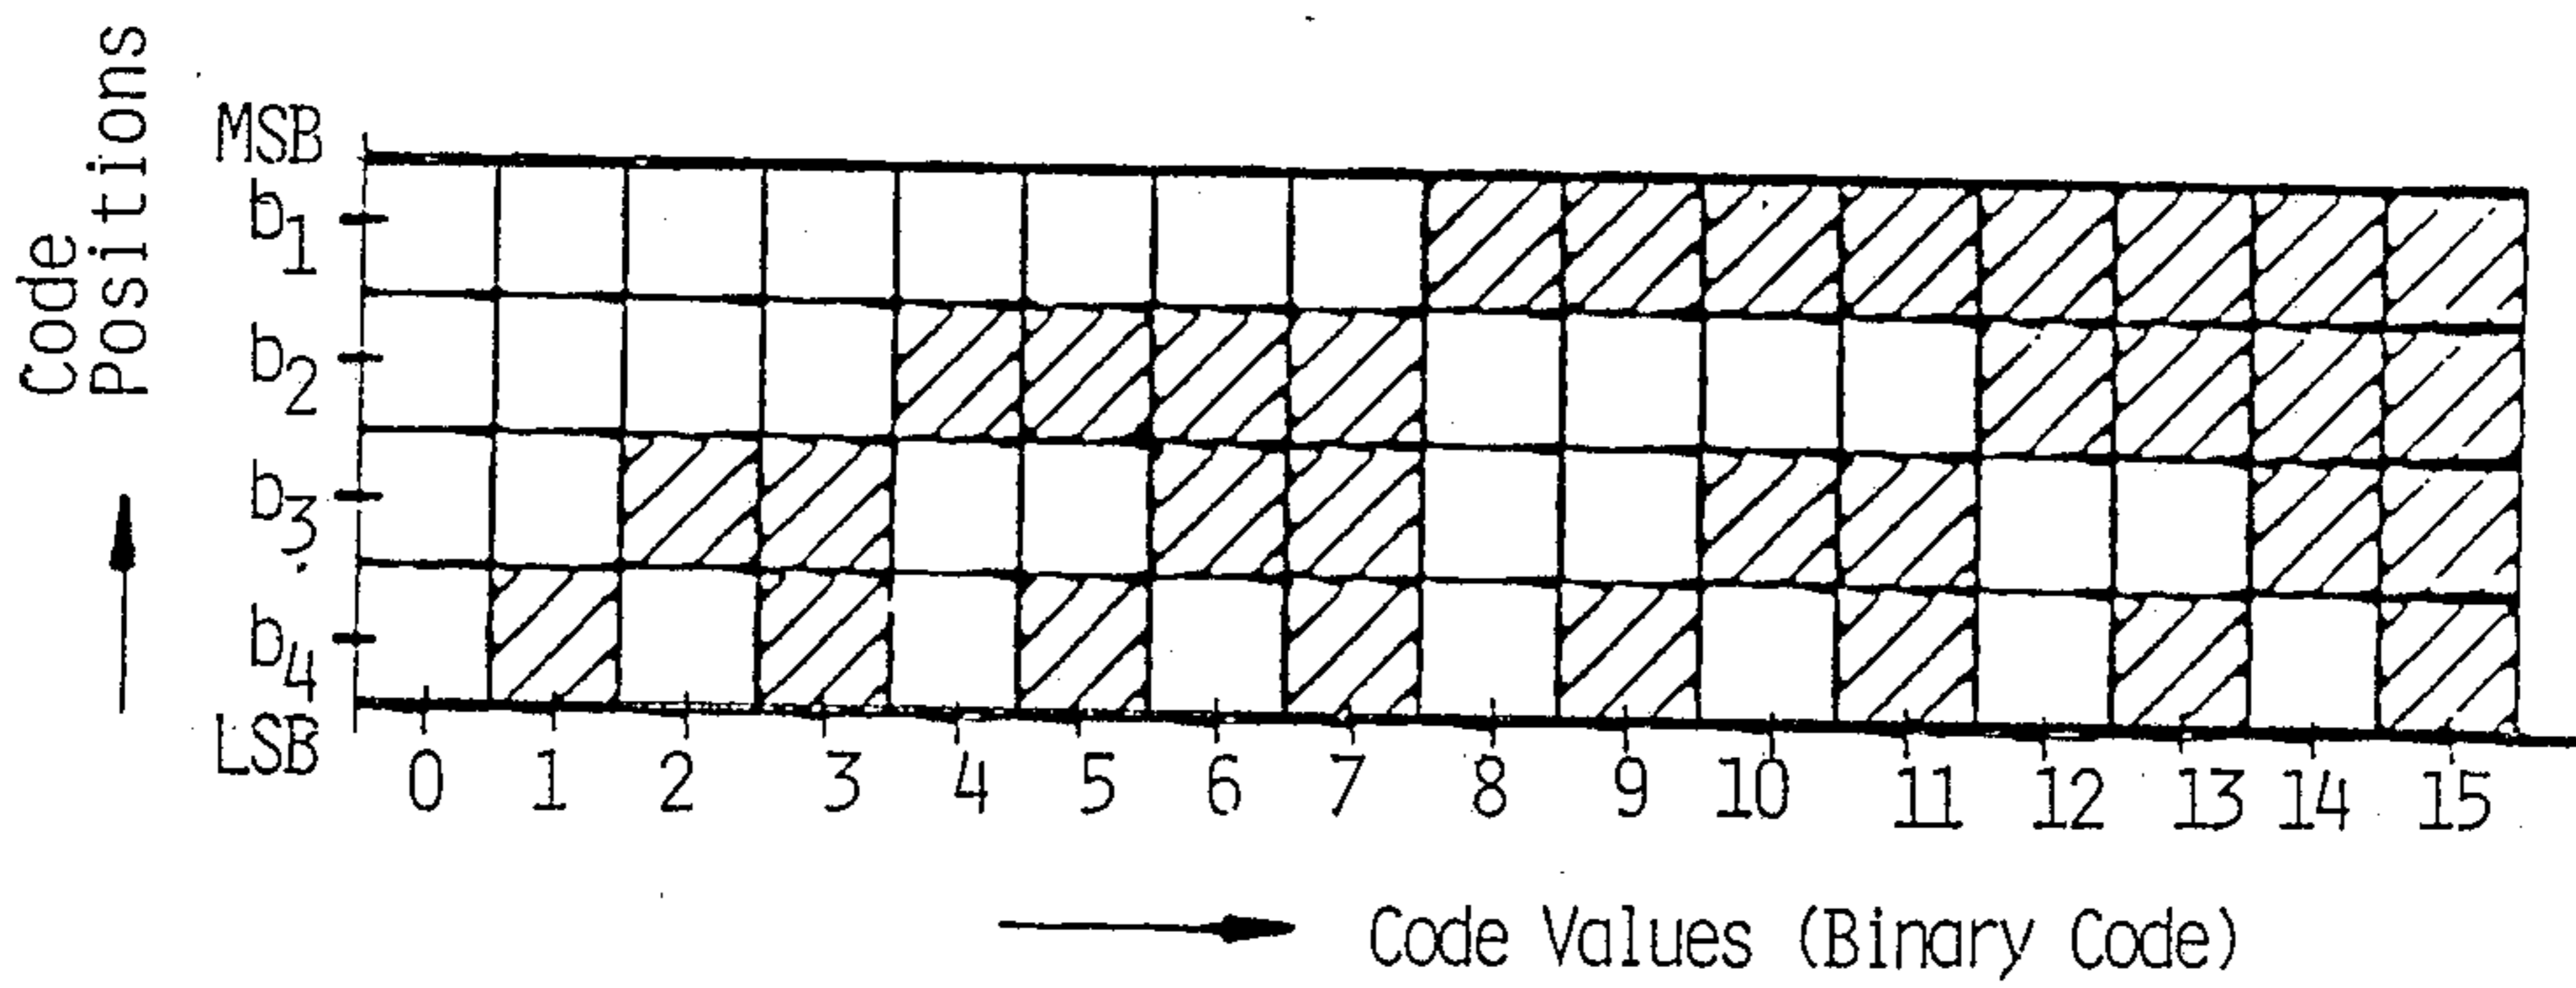 Code
Positions
MSB
b1
b2
b3
b4
LSB
0 1 2 3 4 5 6 7 8 9 10 11 12 13 14 15
Code Values (Binary Code)